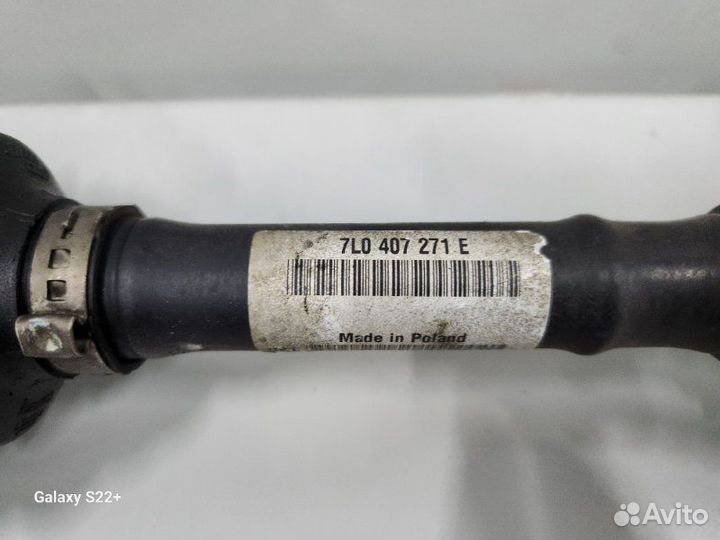 7L0 407 271 E
Made in Poland
Galaxy S22+
Avito